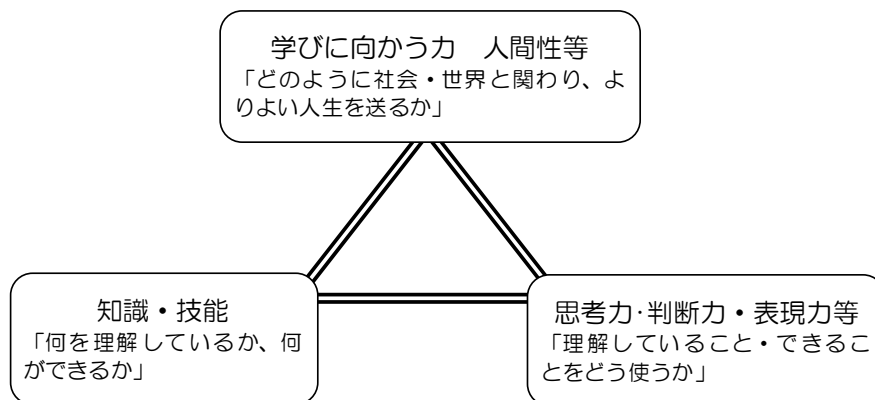 学びに向かう力　人間性等
「どのように社会・世界と関わり、よ
りよい人生を送るか」
知識・技能
「何を理解しているか、何
ができるか」
思考力･判断力・表現力等
「理解していること・できるこ
とをどう使うか」